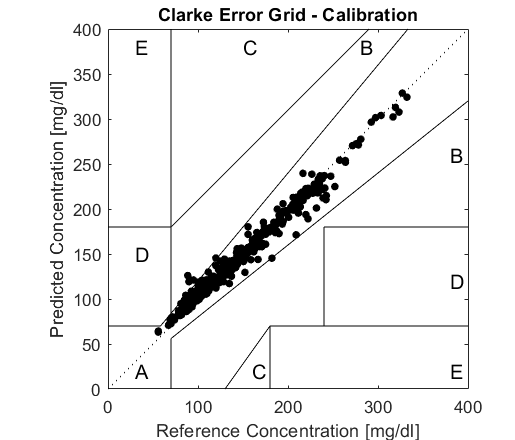 Clarke Error Grid - Calibration
400
E
C
B
350
300
250
B
200
D
150
D
100
50
A
C
E
0
0
100
200
300
400
Predicted Concentration [mg/dl]
Reference Concentration [mg/dl]